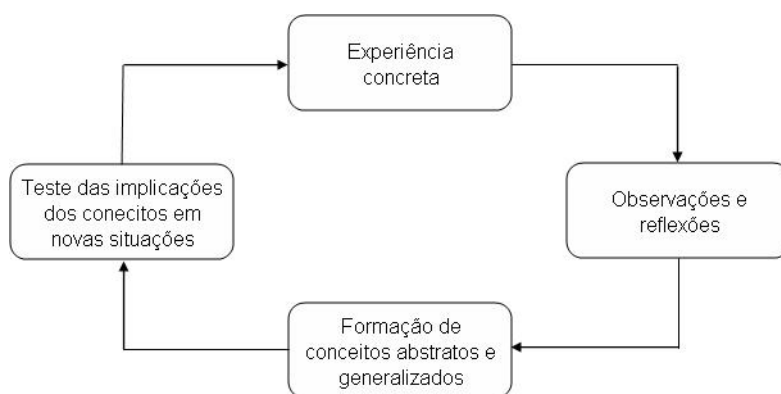 Experiência
concreta
Observações e
reflexões
Formação de
conceitos abstratos e
generalizados
Teste das implicações
dos conecitos em
novas situações